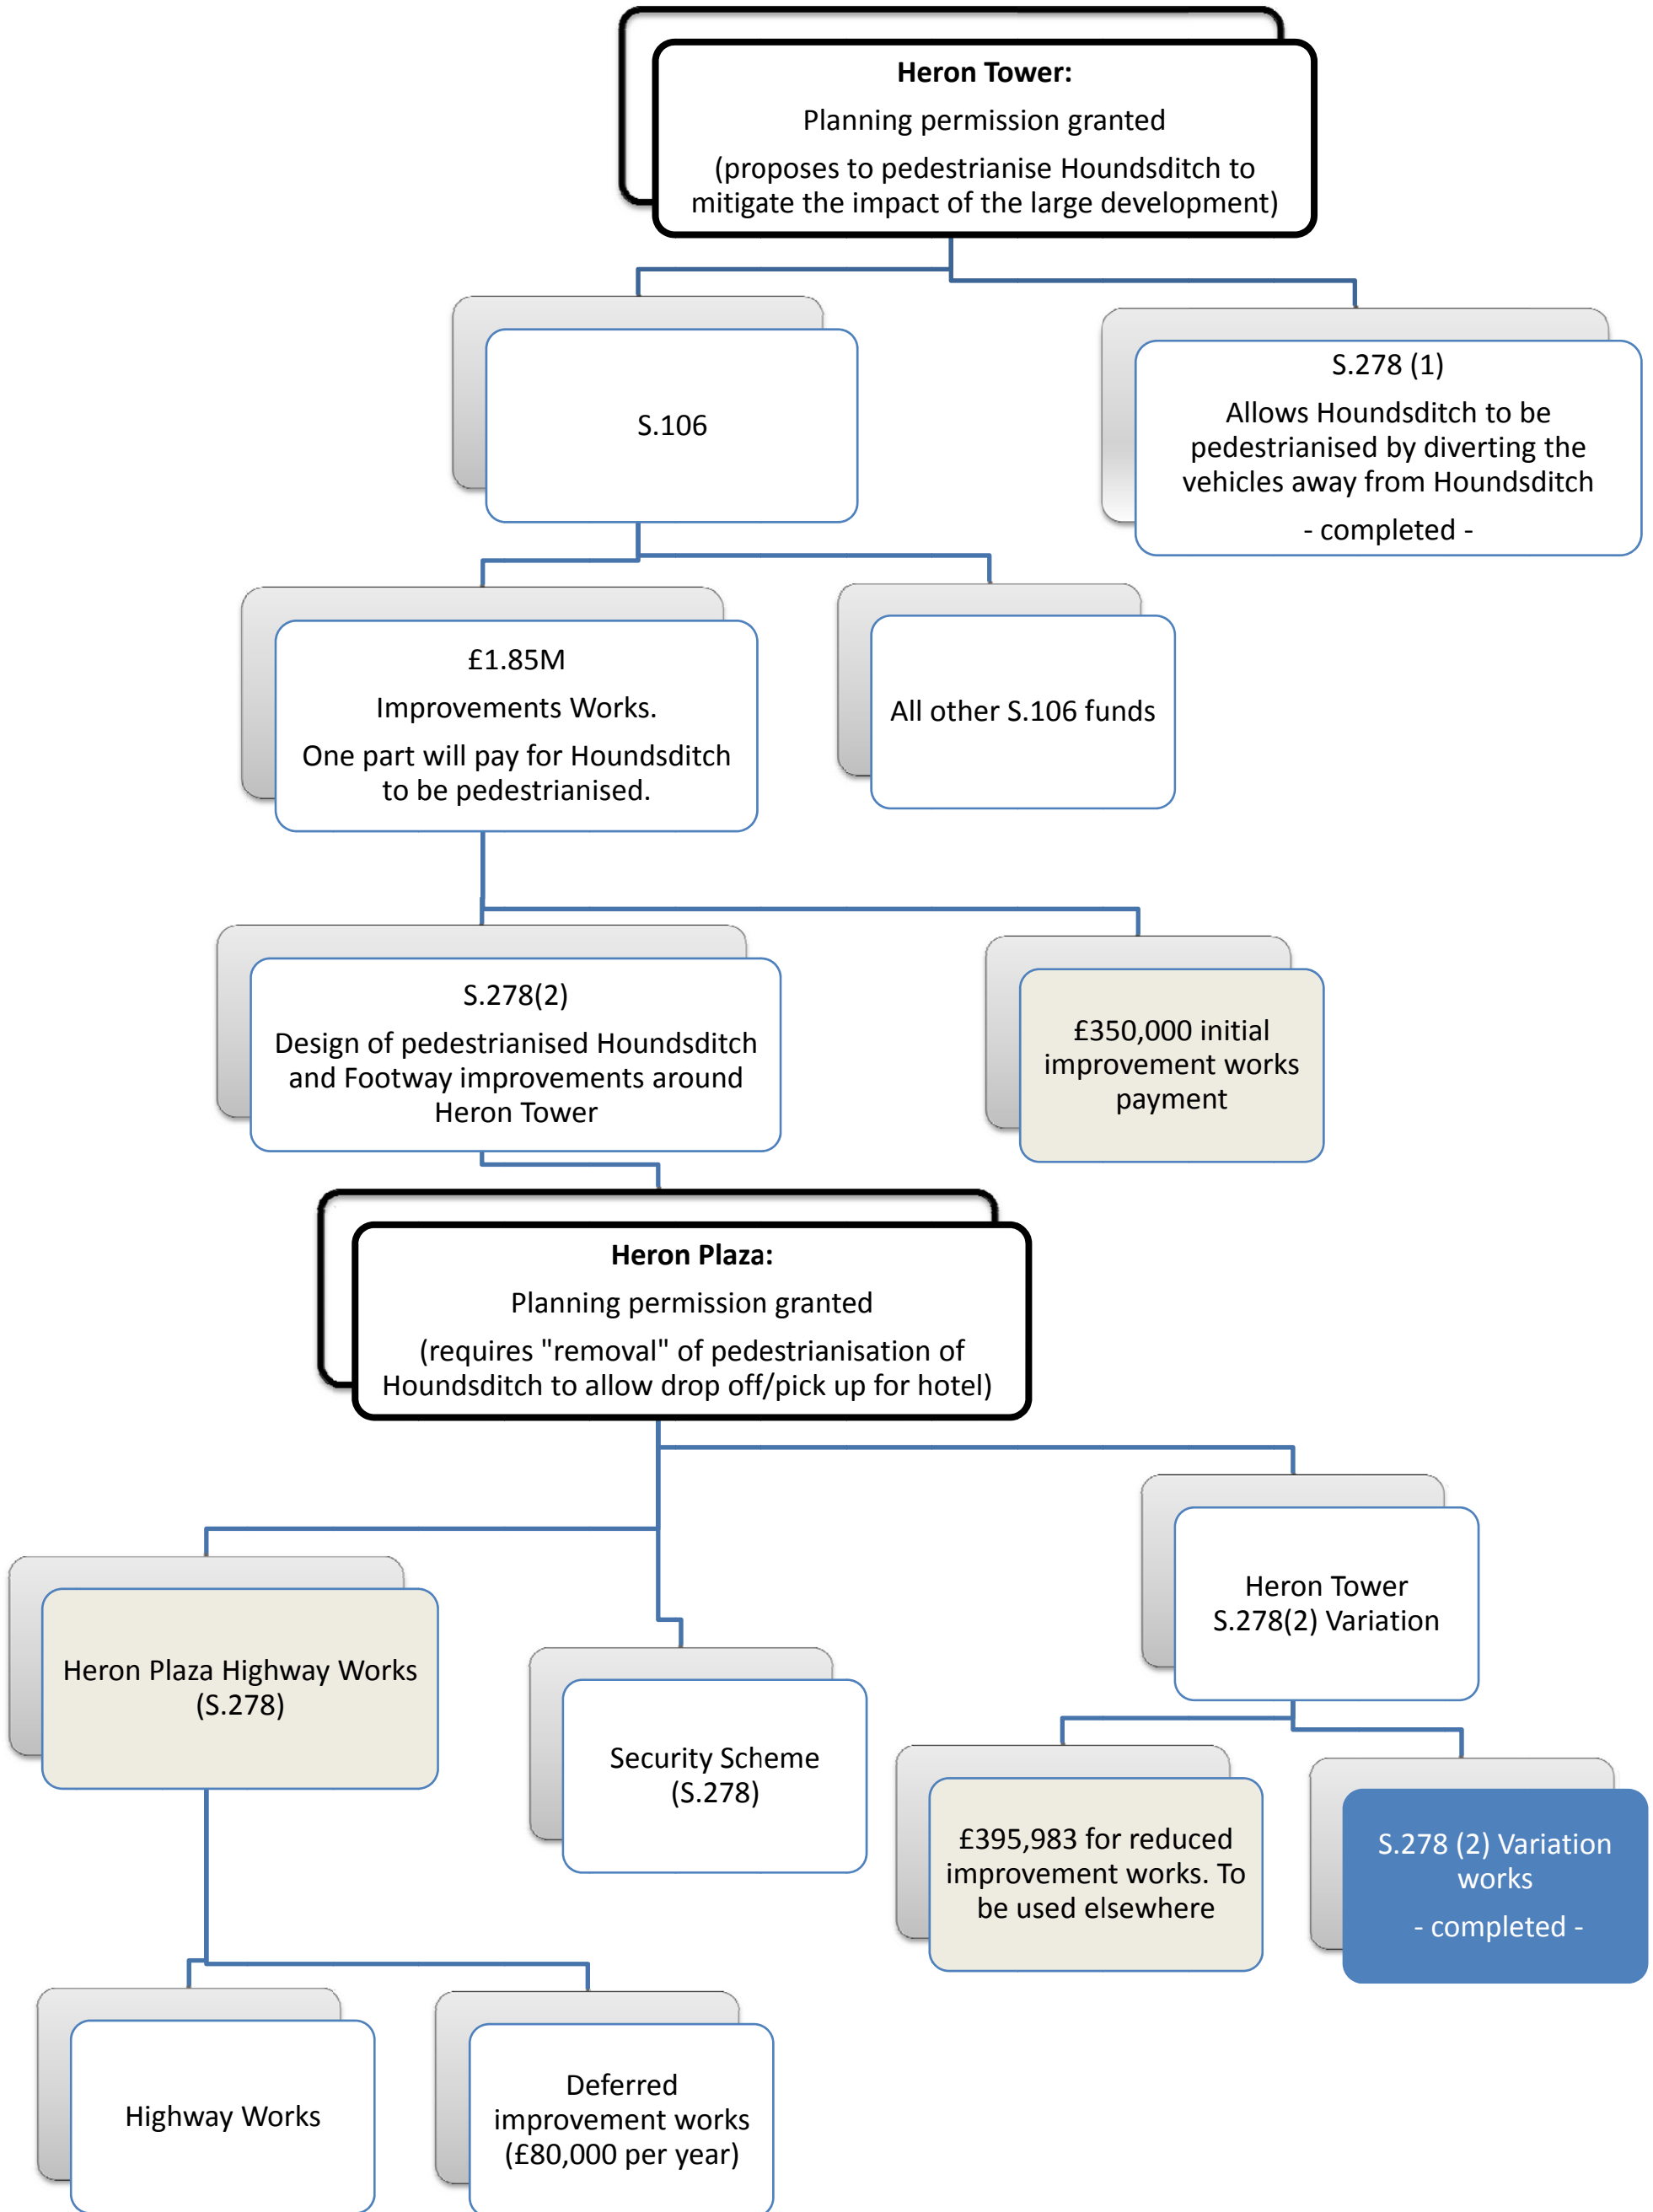 Heron Tower:
Planning permission granted
(proposes to pedestrianise Houndsditch to
mitigate the impact of the large development)
S.106
S.278 (1)
Allows Houndsditch to be
pedestrianised by diverting the
vehicles away from Houndsditch
- completed -
£1.85M
Improvements Works.
One part will pay for Houndsditch
to be pedestrianised.
All other S.106 funds
S.278(2)
Design of pedestrianised Houndsditch
and Footway improvements around
Heron Tower
£350,000 initial
improvement works
payment
Heron Plaza:
Planning permission granted
(requires "removal" of pedestrianisation of
Houndsditch to allow drop off/pick up for hotel)
Heron Plaza Highway Works
(S.278)
Security Scheme
(S.278)
Heron Tower
S.278(2) Variation
£395,983 for reduced
improvement works. To
be used elsewhere
S.278 (2) Variation
works
- completed -
Highway Works
Deferred
improvement works
(£80,000 per year)